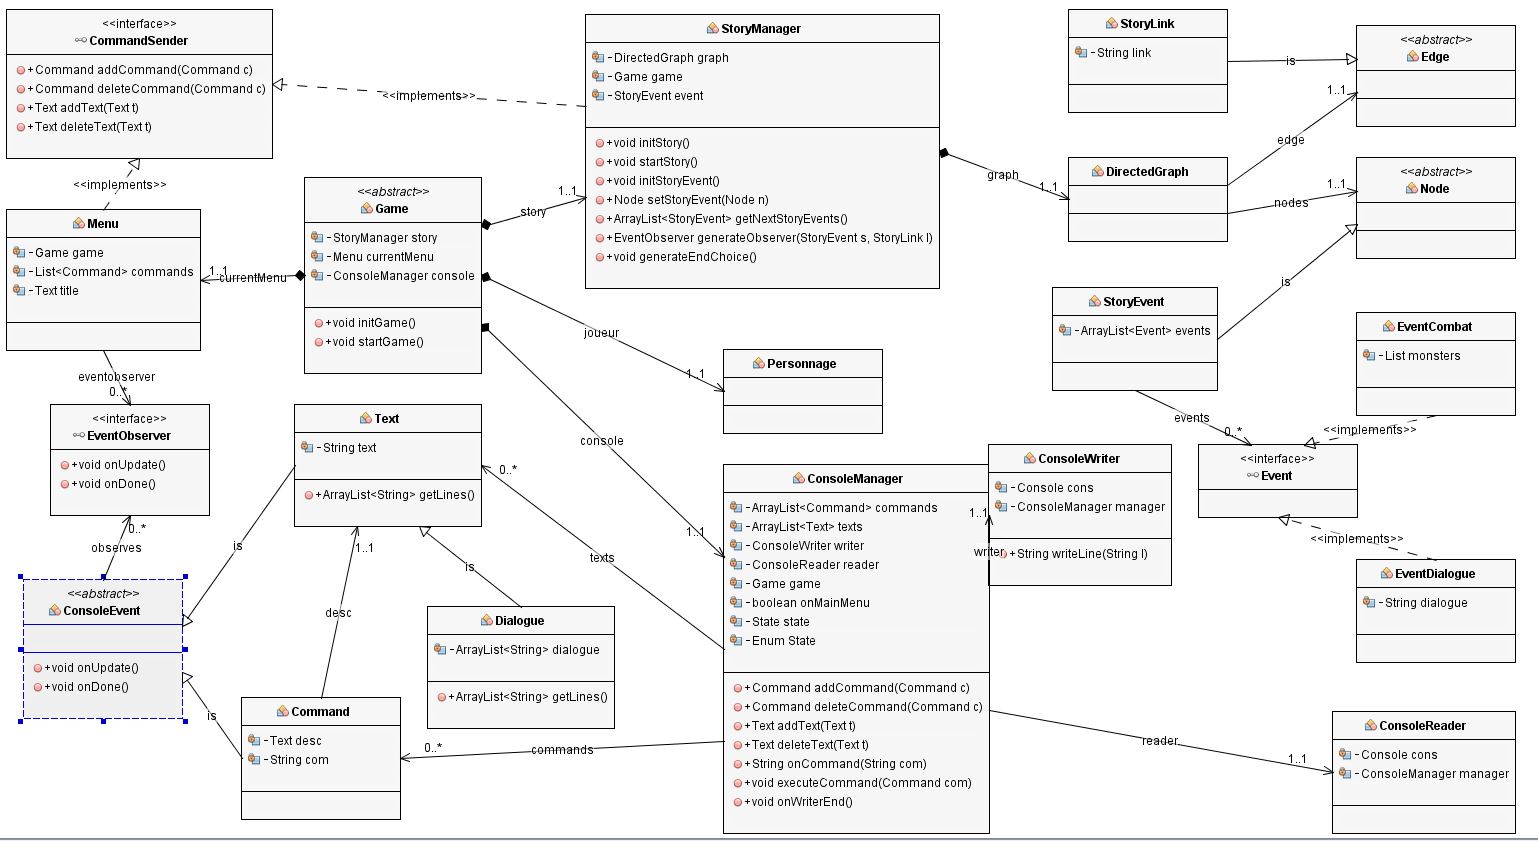 <<interface>>
CommandSender
+Command addCommand(Command c)
+Command deleteCommand(Command c)
+Text addText(Text t)
+Text deleteText(Text t)
<<implements>>
<<implements>>
StoryManager
-DirectedGraph graph
-Game game
-StoryEvent event
+void initStory()
+void startStory()
+void initStoryEvent()
+Node setStoryEvent(Node n)
+ArrayList<StoryEvent> getNextStoryEvents()
+EventObserver generateObserver(StoryEvent s, StoryLink l)
+void generateEndChoice()
StoryLink
-String link
is
<<abstract>>
Edge
1..1
edge
DirectedGraph
graph
1..1
<<abstract>>
Node
1..1
nodes
is
Menu
-Game game
-List<Command> commands
-Text title
<<abstract>>
Game
-StoryManager story
-Menu currentMenu
-ConsoleManager console
+void initGame()
+void startGame()
1..1
story
1..1
currentMenu
joueur
1..1
Personnage
StoryEvent
-ArrayList<Event> events
events
0..*
EventCombat
-List monsters
<<implements>>
<<interface>>
Event
<<implements>>
EventDialogue
-String dialogue
eventobserver
0..*
<<interface>>
EventObserver
+void onUpdate()
+void onDone()
0..*
observes
<<abstract>>
ConsoleEvent
+void onUpdate()
+void onDone()
is
is
Text
-String text
+ArrayList<String> getLines()
0..*
texts
1..1
desc
is
Dialogue
-ArrayList<String> dialogue
+ArrayList<String> getLines()
Command
-Text desc
-String com
0..*
commands
console
1..1
ConsoleManager
-ArrayList<Command> commands
-ArrayList<Text> texts
-ConsoleWriter writer
-ConsoleReader reader
-Game game
-boolean onMainMenu
-State state
-Enum State
+Command addCommand(Command c)
+Command deleteCommand(Command c)
+Text addText(Text t)
+Text deleteText(Text t)
+String onCommand(String com)
+void executeCommand(Command com)
+void onWriterEnd()
ConsoleWriter
-Console cons
-ConsoleManager manager
+String writeLine(String l)
1..1
writer
reader
1..1
ConsoleReader
-Console cons
-ConsoleManager manager